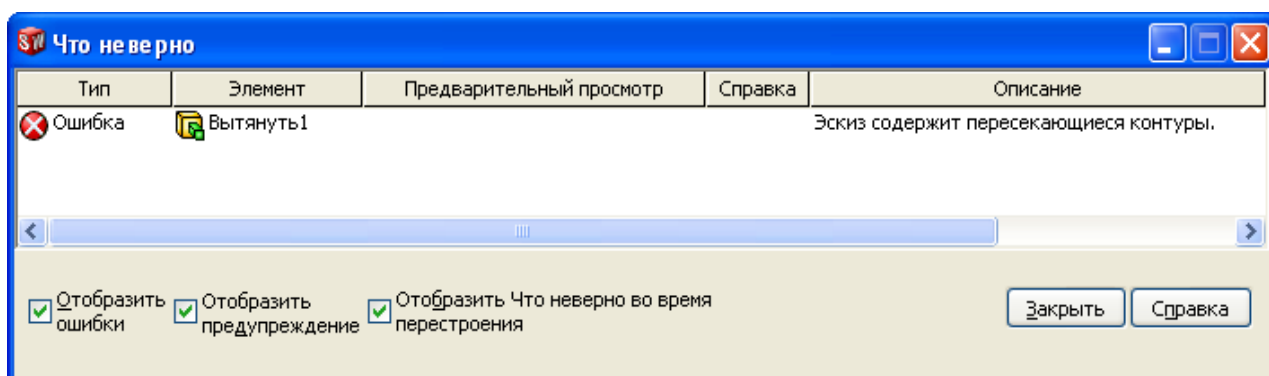 SW Что неверно
Тип Элемент Предварительный просмотр Справка Описание
Ошибка Вытянуть1 Эскиз содержит пересекающиеся контуры.
Отобразить ошибки
Отобразить предупреждение
Отобразить Что неверно во время
перестроения
Закрыть Справка